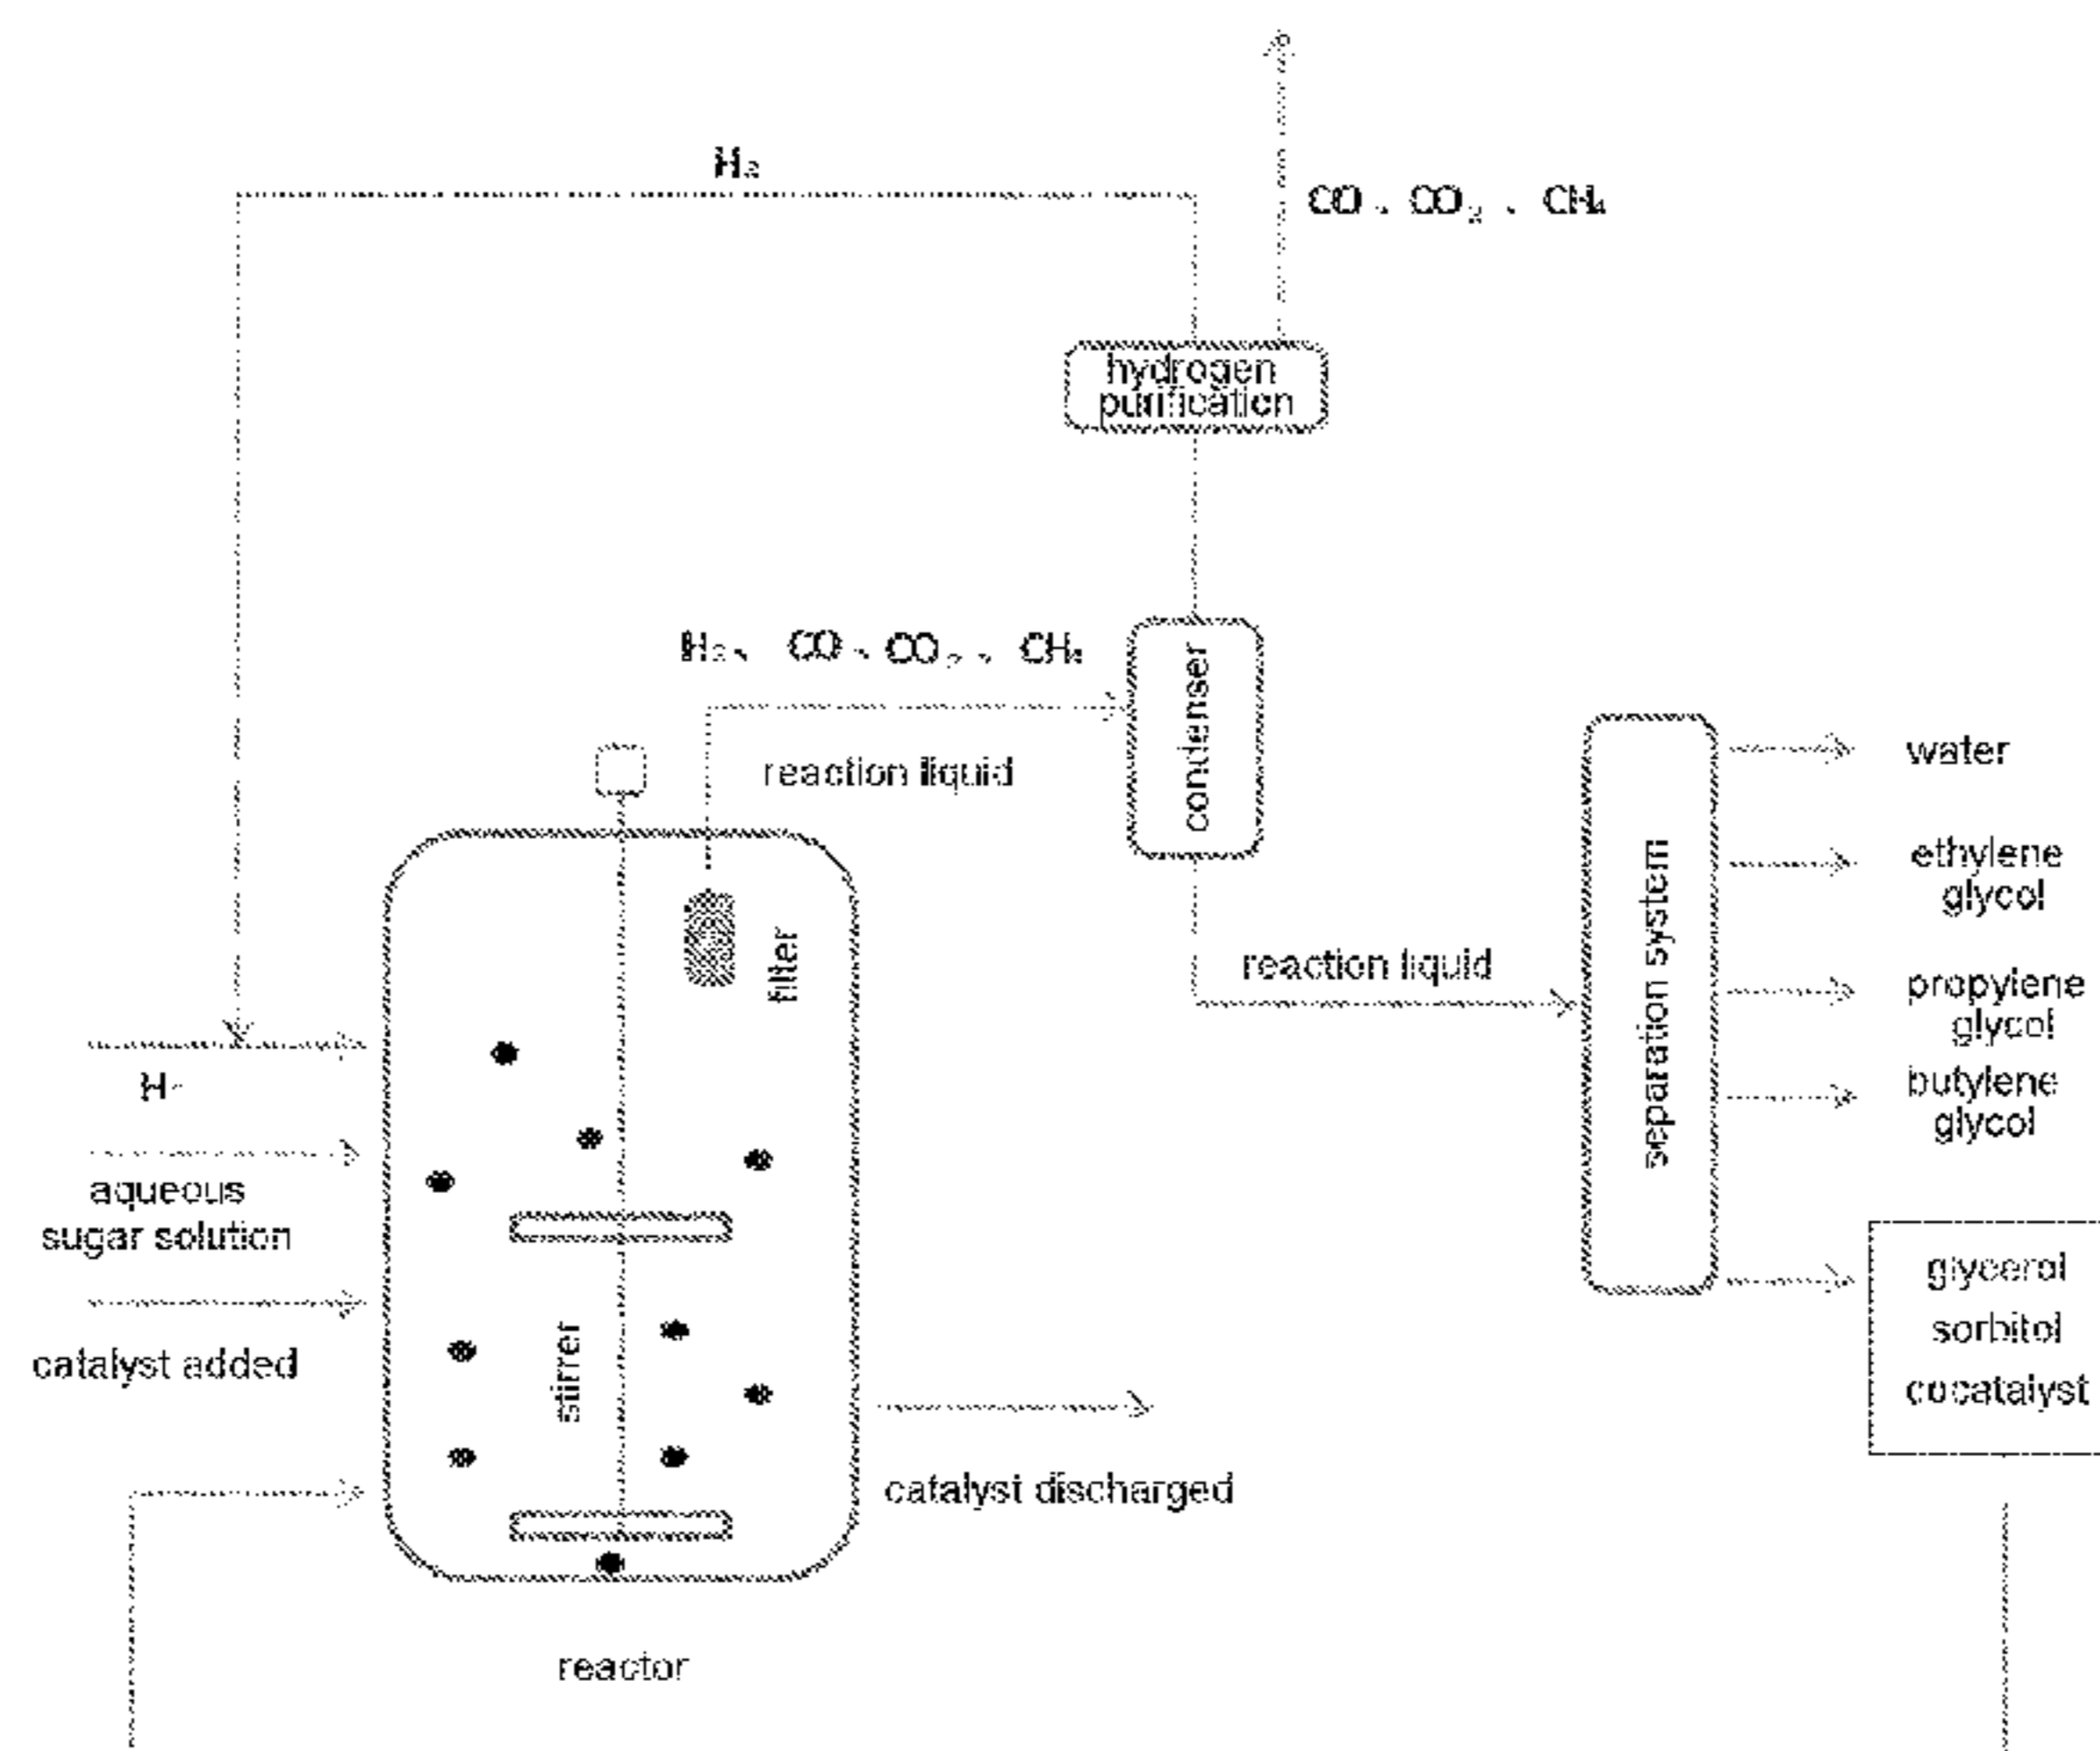 H₂
CO、CO₂、CH₄
hydrogen
purification
H₂、CO、CO₂、CH₄
reaction liquid
condenser
filter
reaction liquid
separation system
water
ethylene
glycol
propylene
glycol
butylene
glycol
glycerol
sorbitol
cocatalyst
aqueous
sugar solution
catalyst added
stirrer
catalyst discharged
reactor